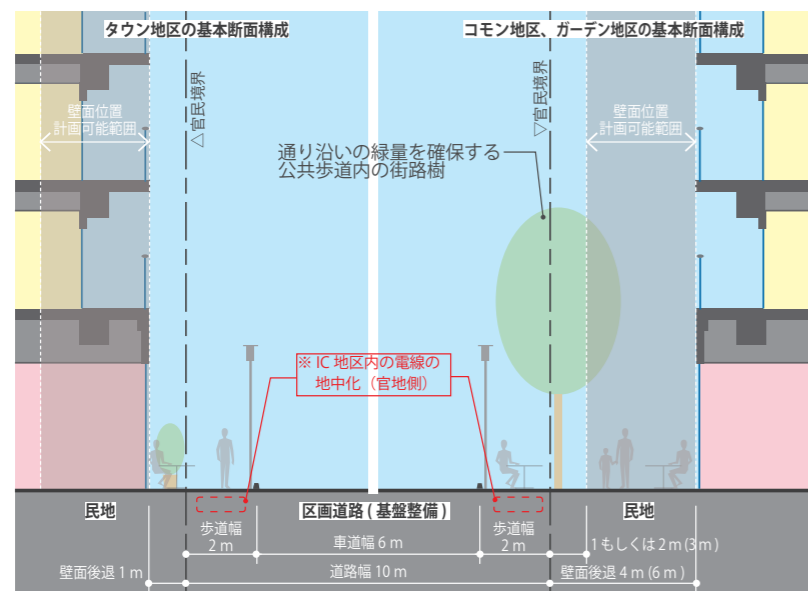 タウン地区の基本断面構成
コモン地区、ガーデン地区の基本断面構成
壁面位置
計画可能範囲
△官民境界
▽官民境界
壁面位置
計画可能範囲
通り沿いの緑量を確保する
公共歩道内の街路樹
※ IC 地区内の電線の
地中化（官地側）
民地
区画道路 ( 基盤整備 )
民地
歩道幅
2 m
車道幅 6 m
歩道幅
2 m
1 もしくは 2 m (3 m )
壁面後退 1 m
道路幅 10 m
壁面後退 4 m (6 m )